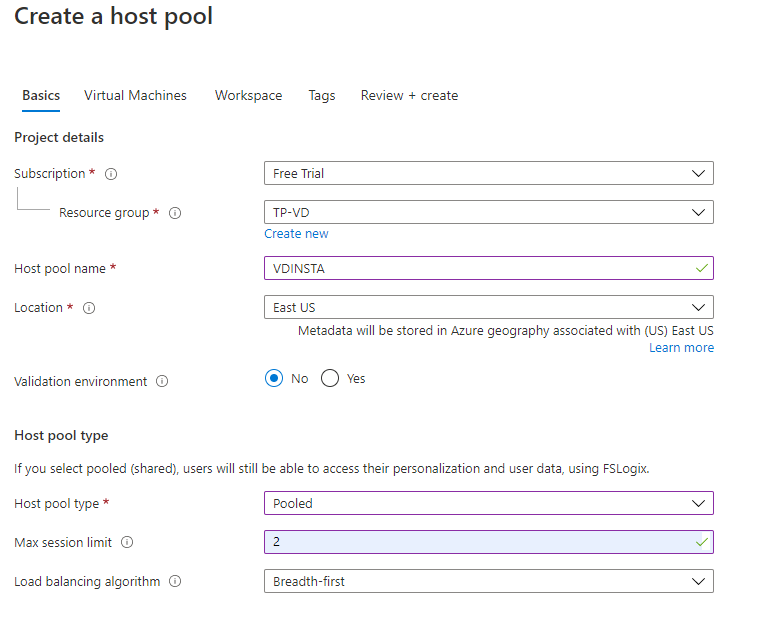 Create a host pool
Basics Virtual Machines Workspace Tags Review + create
Project details
Subscription * Free Trial
Resource group * TP-VD
Create new
Host pool name * VDINSTA
Location * East US
Metadata will be stored in Azure geography associated with (US) East US
Learn more
Validation environment No Yes
Host pool type
If you select pooled (shared), users will still be able to access their personalization and user data, using FSLogix.
Host pool type * Pooled
Max session limit 2
Load balancing algorithm Breadth-first